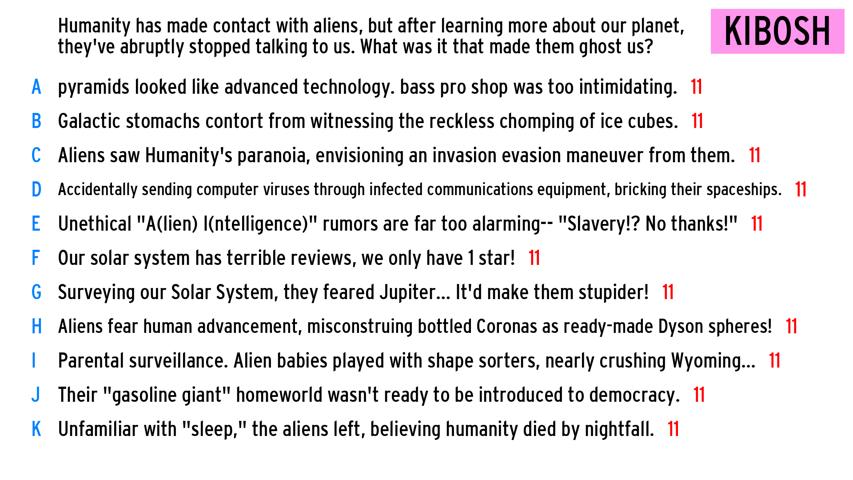 Humanity has made contact with aliens, but after learning more about our planet,
they've abruptly stopped talking to us. What was it that made them ghost us?
KIBOSH
A pyramids looked like advanced technology. bass pro shop was too intimidating. 11
B Galactic stomachs contort from witnessing the reckless chomping of ice cubes. 11
C Aliens saw Humanity's paranoia, envisioning an invasion evasion maneuver from them. 11
D Accidentally sending computer viruses through infected communications equipment, bricking their spaceships. 11
E Unethical "A(lien) I(ntelligence)" rumors are far too alarming-- "Slavery!? No thanks!" 11
F Our solar system has terrible reviews, we only have 1 star! 11
G Surveying our Solar System, they feared Jupiter... It'd make them stupider! 11
H Aliens fear human advancement, misconstruing bottled Coronas as ready-made Dyson spheres! 11
I Parental surveillance. Alien babies played with shape sorters, nearly crushing Wyoming... 11
J Their "gasoline giant" homeworld wasn't ready to be introduced to democracy. 11
K Unfamiliar with "sleep," the aliens left, believing humanity died by nightfall. 11